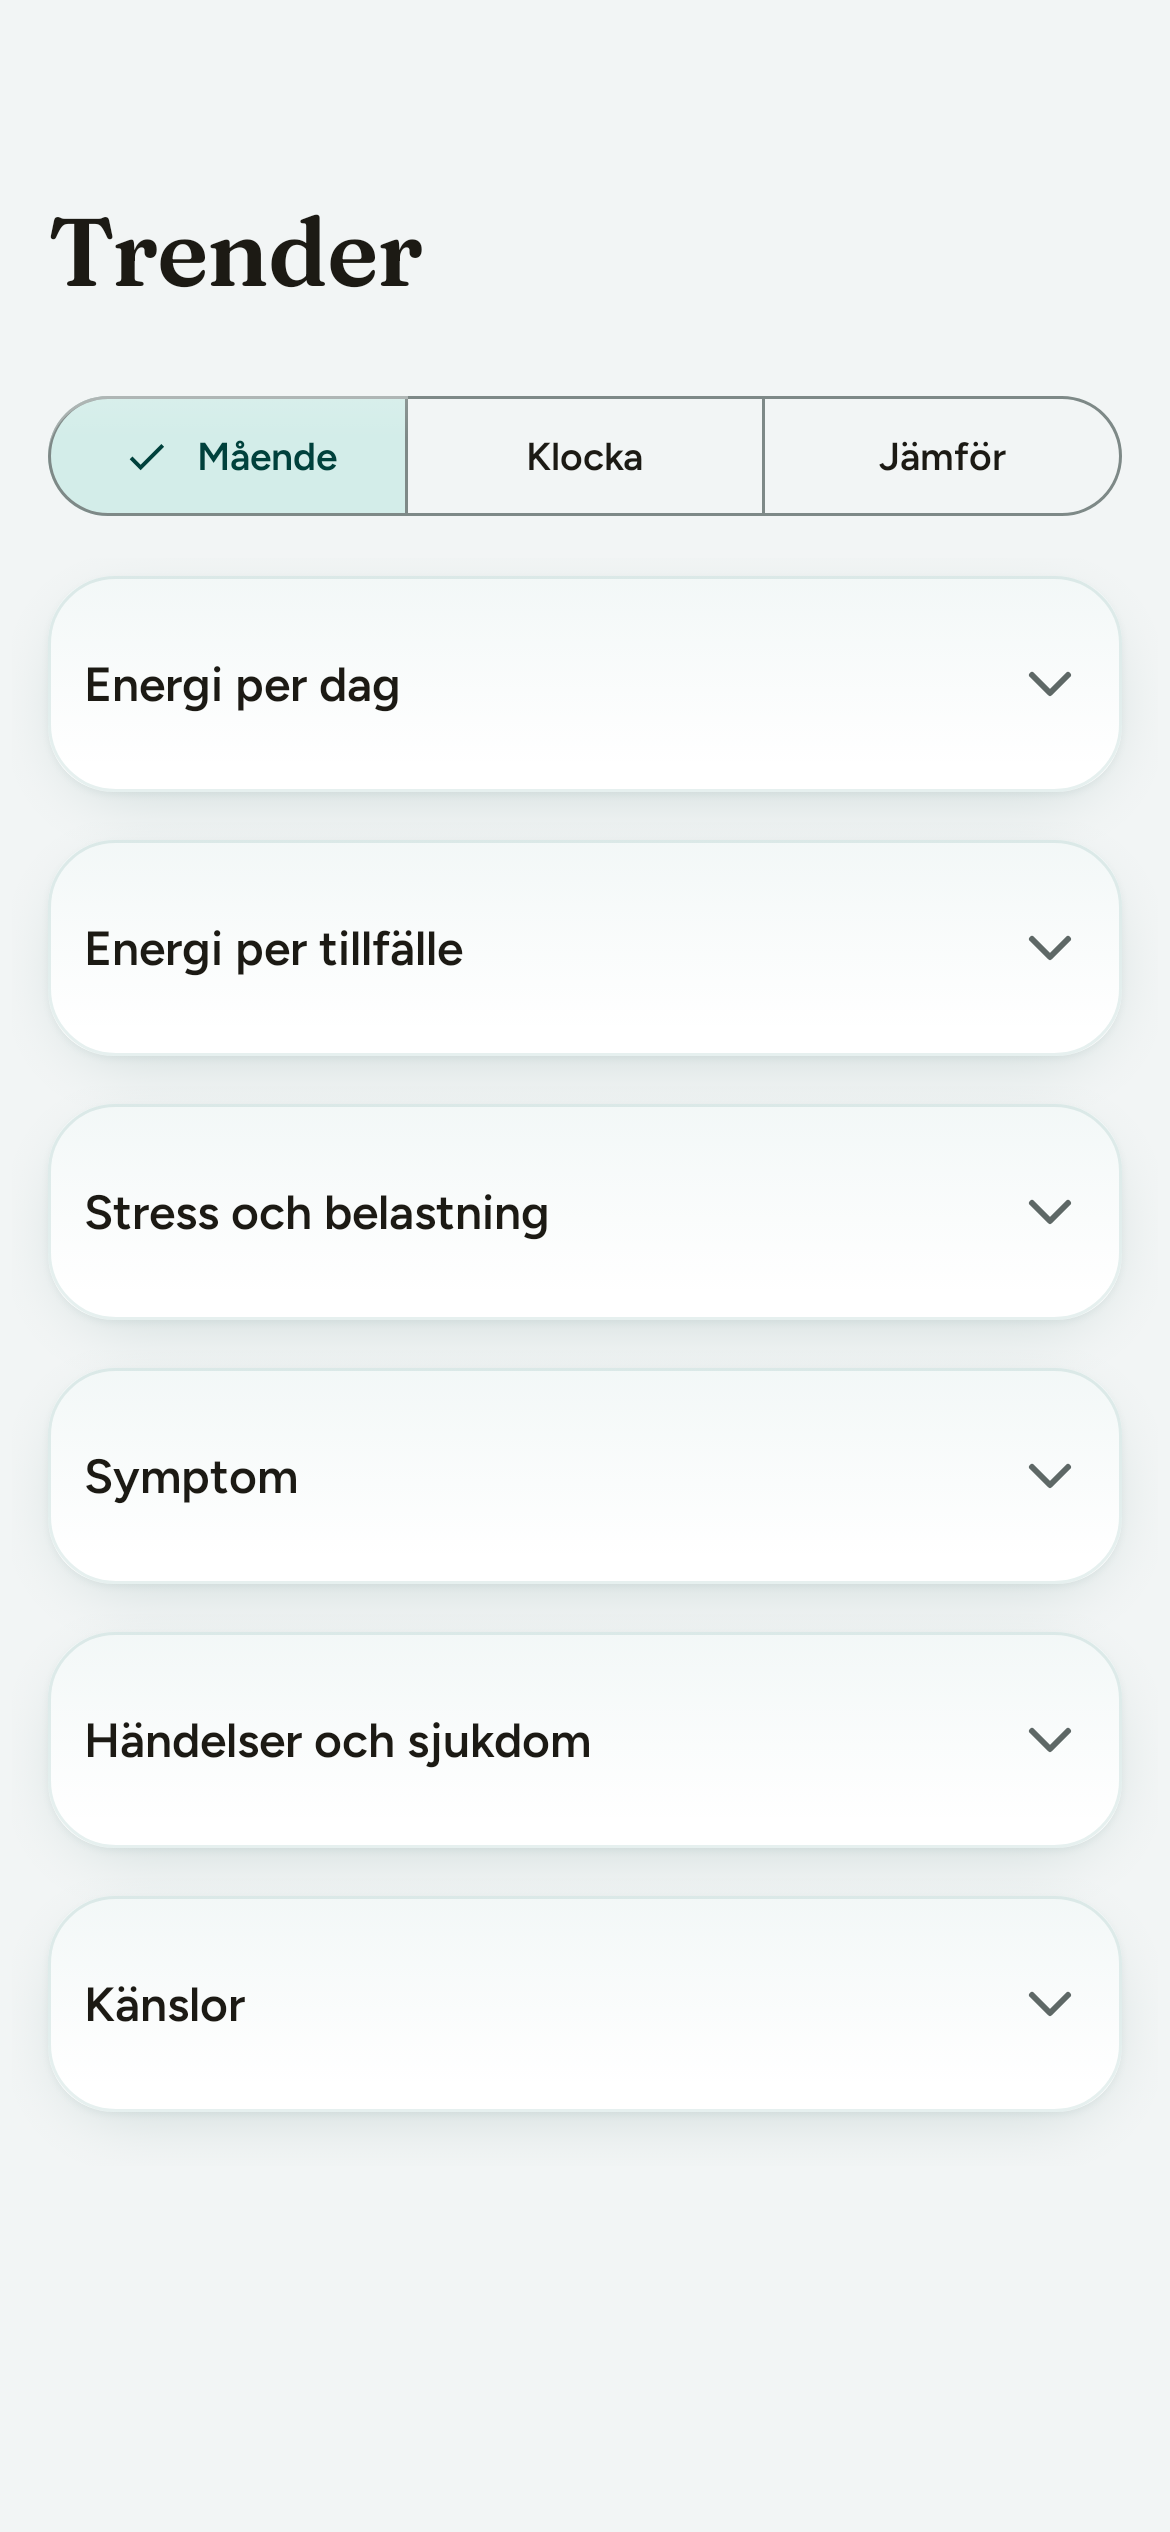 Trender
Mående
Klocka
Jämför
Energi per dag
Energi per tillfälle
Stress och belastning
Symptom
Händelser och sjukdom
Känslor